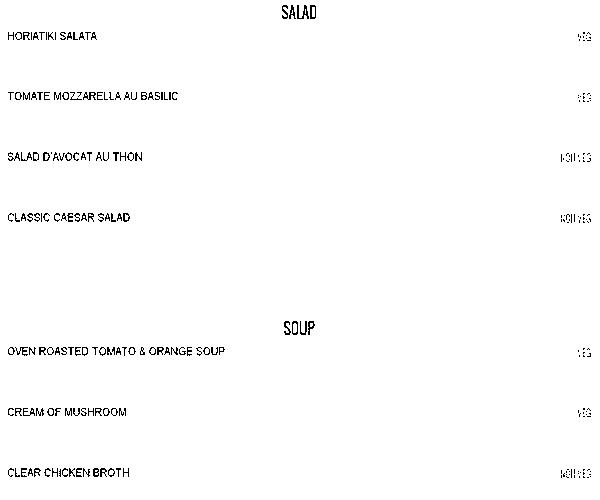 SALAD
HORIATIKI SALATA VEG
TOMATE MOZZARELLA AU BASILIC VEG
SALAD D'AVOCAT AU THON NON VEG
CLASSIC CAESAR SALAD NON VEG
SOUP
OVEN ROASTED TOMATO & ORANGE SOUP VEG
CREAM OF MUSHROOM VEG
CLEAR CHICKEN BROTH NON VEG